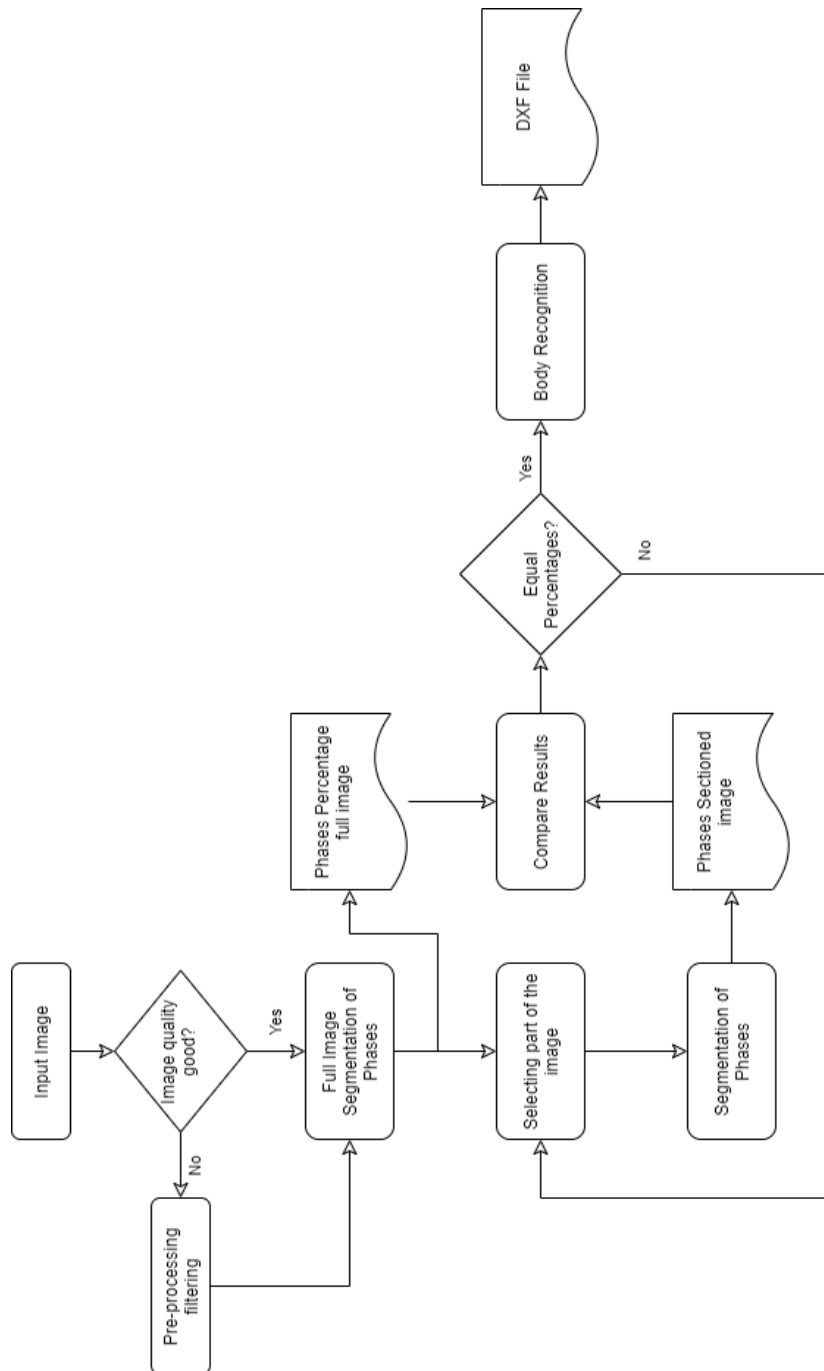 Input Image
Image quality
good?
No
Yes
Pre-processing
filtering
Full Image
Segmentation of
Phases
Phases Percentage
full image
Selecting part of the
image
Segmentation of
Phases
Phases Sectioned
image
Compare Results
Equal
Percentages?
Yes
No
Body Recognition
DXF File